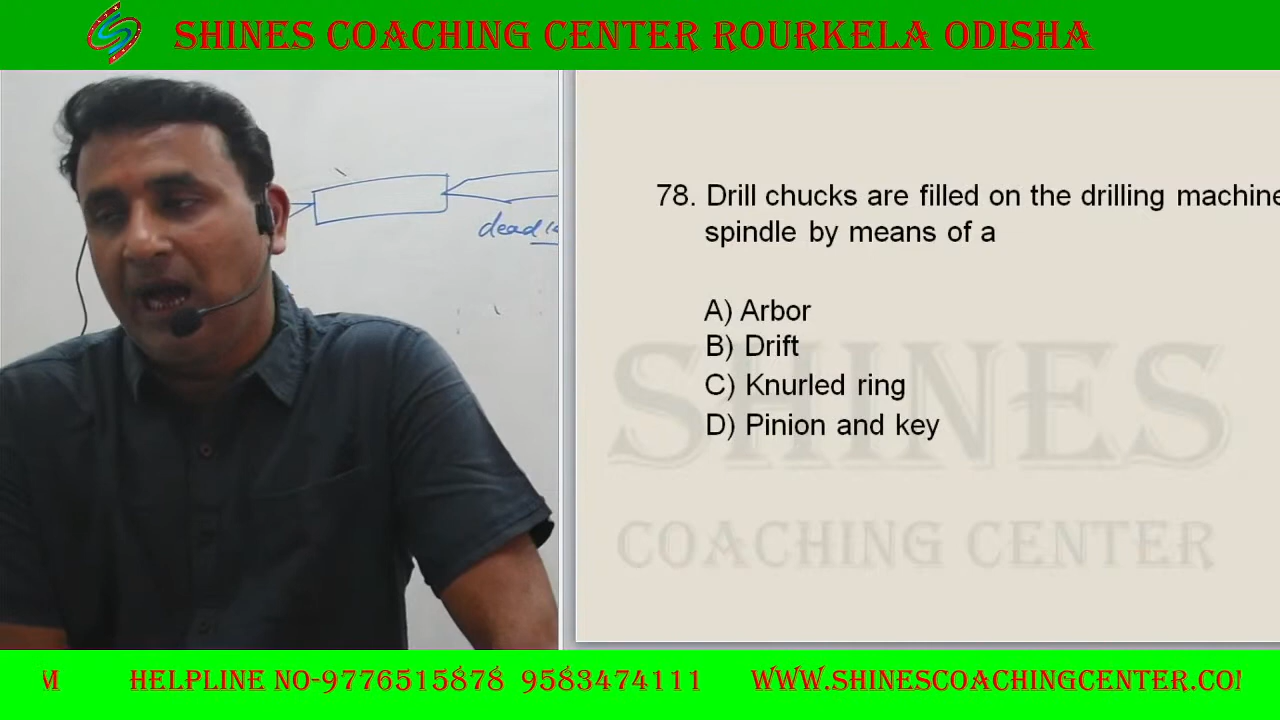 SHINES COACHING CENTER ROURKELA ODISHA
dead
78. Drill chucks are filled on the drilling machine
spindle by means of a
A) Arbor
B) Drift
C) Knurled ring
D) Pinion and key
SHINES
COACHING CENTER
M HELPLINE NO-9776515878 9583474111 WWW.SHINESCOACHINGCENTER.CO